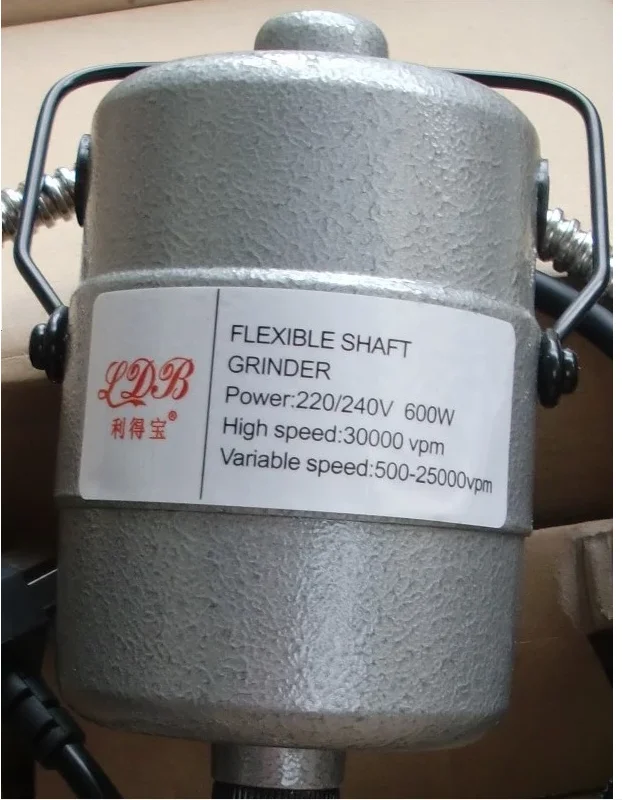 LDB
利得宝®
FLEXIBLE SHAFT
GRINDER
Power:220/240V 600W
High speed:30000 vpm
Variable speed:500-25000vpm